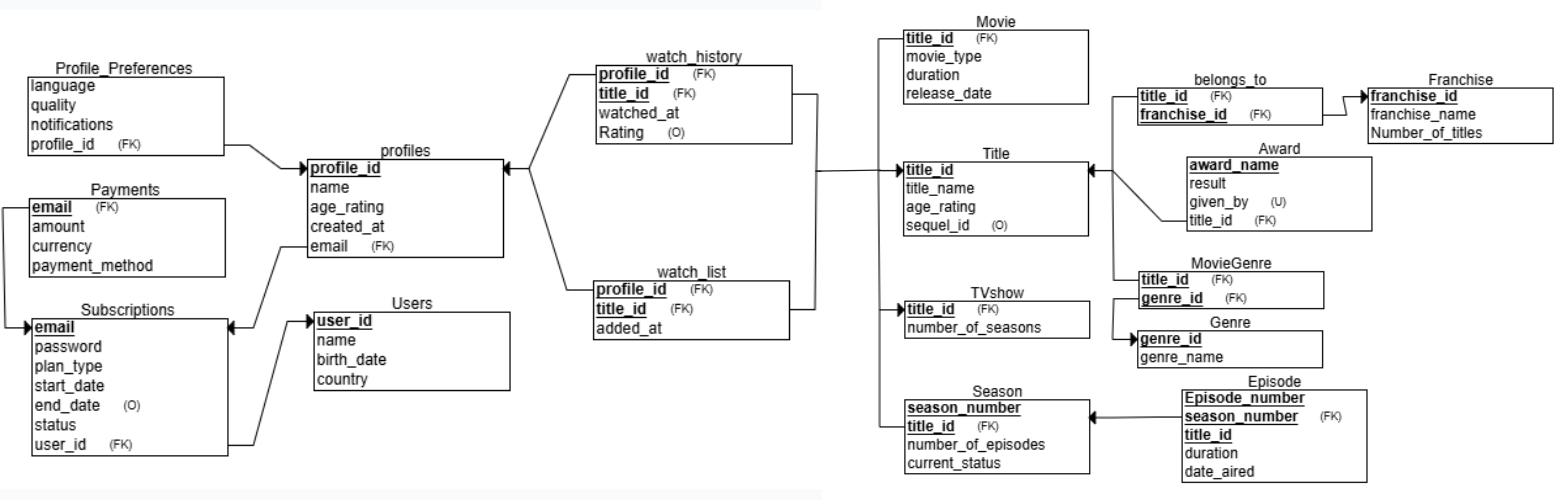 Profile_Preferences
language
quality
notifications
profile_id (FK)
Payments
email (FK)
amount
currency
payment_method
Subscriptions
email
password
plan_type
start_date
end_date (O)
status
user_id (FK)
profiles
profile_id
name
age_rating
created_at
email (FK)
Users
user_id
name
birth_date
country
watch_history
profile_id (FK)
title_id (FK)
watched_at
Rating (O)
watch_list
profile_id (FK)
title_id (FK)
added_at
Movie
title_id (FK)
movie_type
duration
release_date
Title
title_id
title_name
age_rating
sequel_id (O)
TVshow
title_id (FK)
number_of_seasons
Season
season_number
title_id (FK)
number_of_episodes
current_status
belongs_to
title_id (FK)
franchise_id (FK)
Franchise
franchise_id
franchise_name
Number_of_titles
Award
award_name
result
given_by (U)
title_id (FK)
MovieGenre
title_id (FK)
genre_id (FK)
Genre
genre_id
genre_name
Episode
Episode_number
season_number (FK)
title_id
duration
date_aired